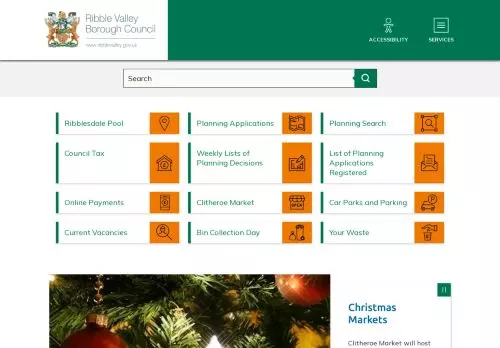 Ribble Valley
Borough Council
www.ribblevalley.gov.uk
ACCESSIBILITY
SERVICES
Search
Ribblesdale Pool
Planning Applications
Planning Search
Council Tax
Weekly Lists of
Planning Decisions
List of Planning
Applications
Registered
Online Payments
Clitheroe Market
OPEN
Car Parks and Parking
P
Current Vacancies
Bin Collection Day
Your Waste
Christmas
Markets
Clitheroe Market will host